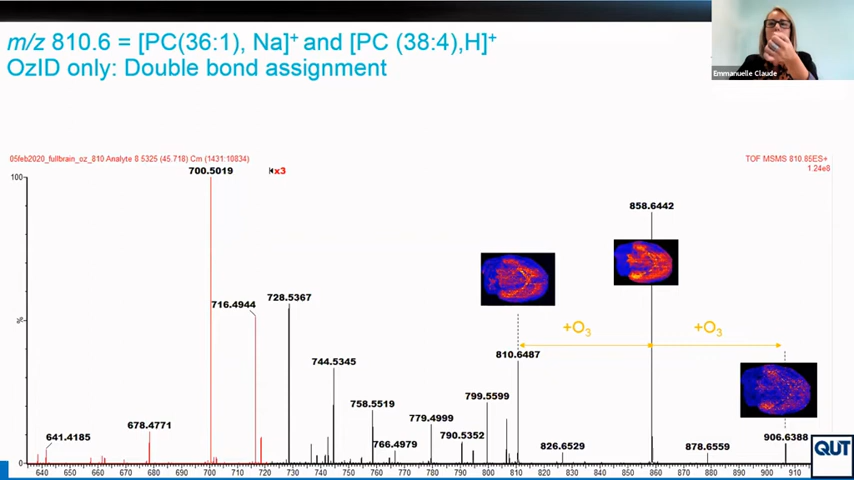 m/z 810.6 = [PC(36:1), Na]+ and [PC (38:4),H]+
OzID only: Double bond assignment
Emmanuelle Claude
05feb2020_fullbrain_oz_810 Analyte 8 5325 (45.718) Cm (1431:10834)
TOF MSMS 810.85ES+
1.24e8
100
700.5019
x3
858.6442
716.4944
728.5367
+O3
+O3
%
744.5345
810.6487
758.5519
799.5599
779.4999
678.4771
641.4185
766.4979
790.5352
826.6529
878.6559
906.6388
QUT
0
640 650 660 670 680 690 700 710 720 730 740 750 760 770 780 790 800 810 820 830 840 850 860 870 880 890 900 910